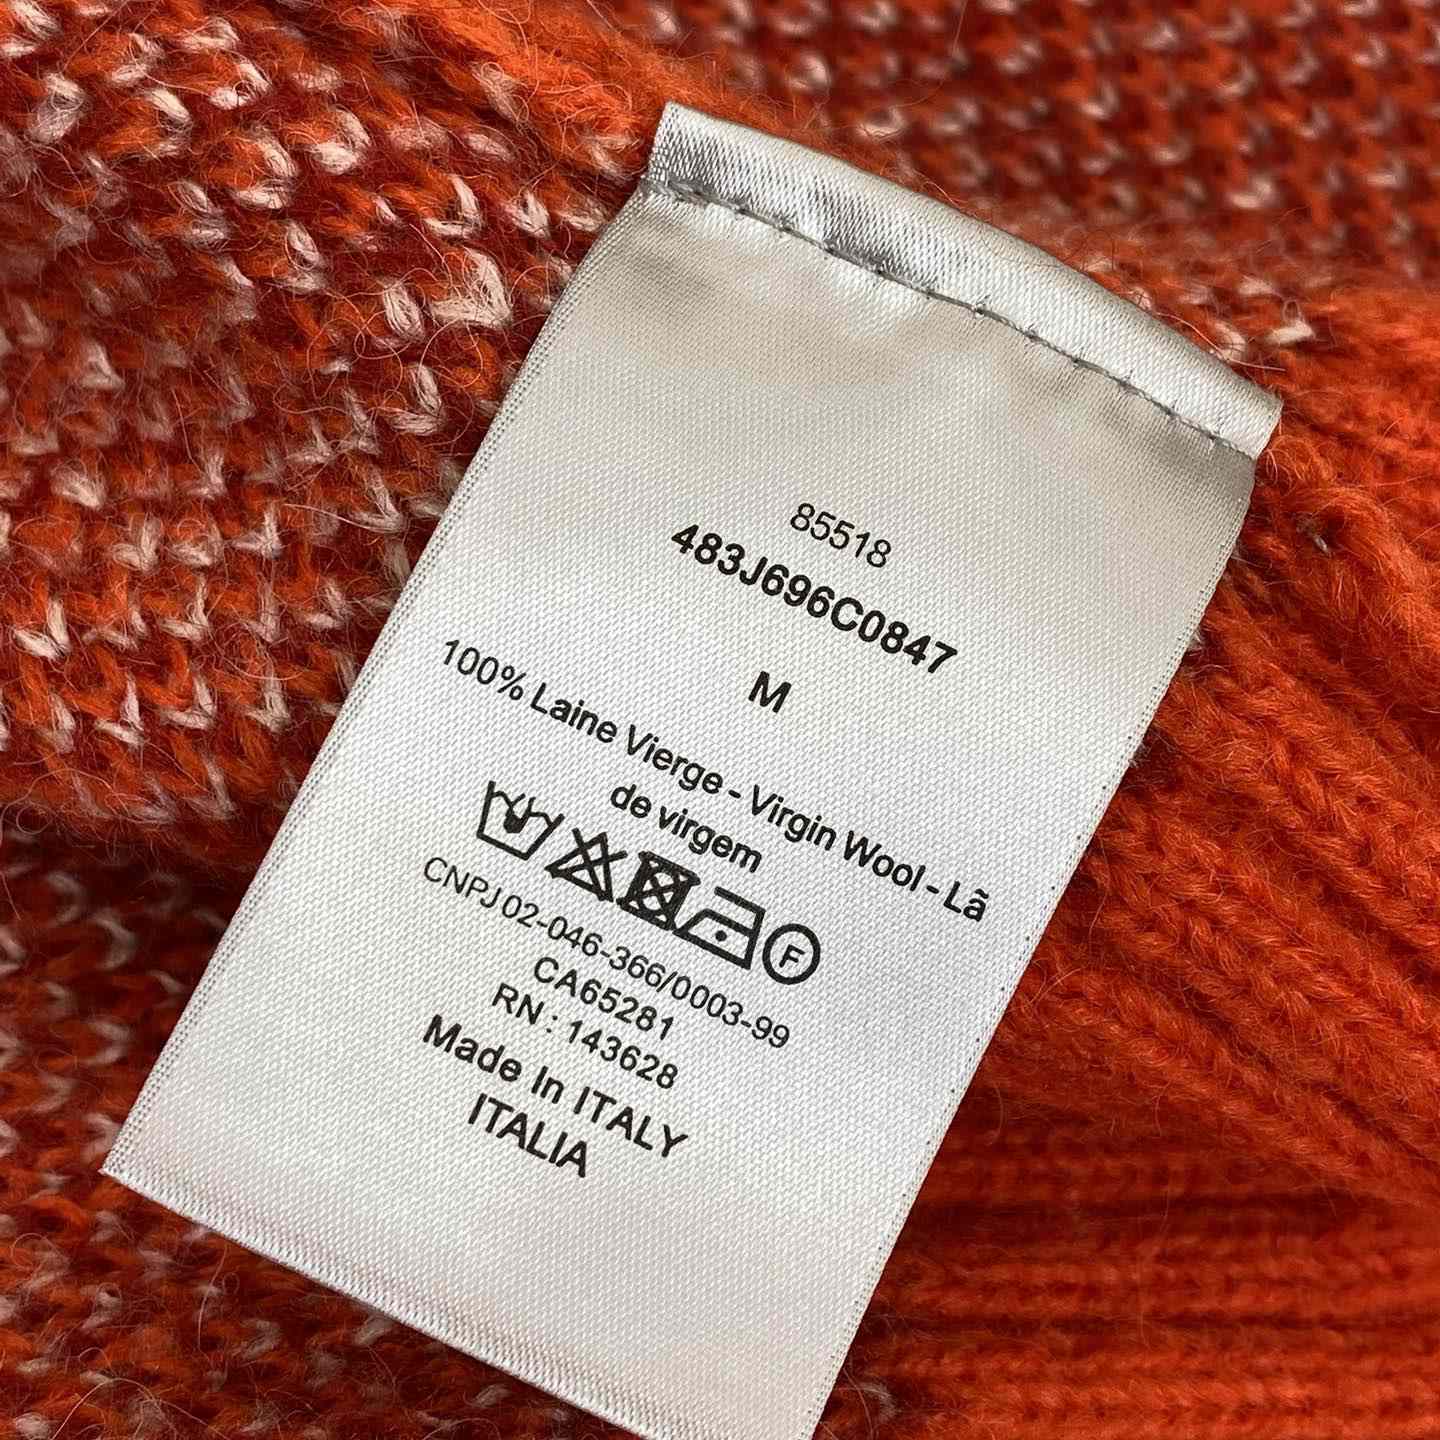 85518
483J696C0847
M
100% Laine Vierge - Virgin Wool - Lã
de virgem
F
CNPJ 02-046-366/0003-99
CA65281
RN : 143628
Made In ITALY
ITALIA